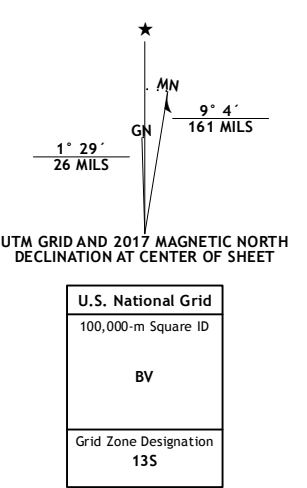 ★
MN
GN
9° 4´
161 MILS
1° 29´
26 MILS
UTM GRID AND 2017 MAGNETIC NORTH
DECLINATION AT CENTER OF SHEET
U.S. National Grid
100,000-m Square ID
BV
Grid Zone Designation
13S